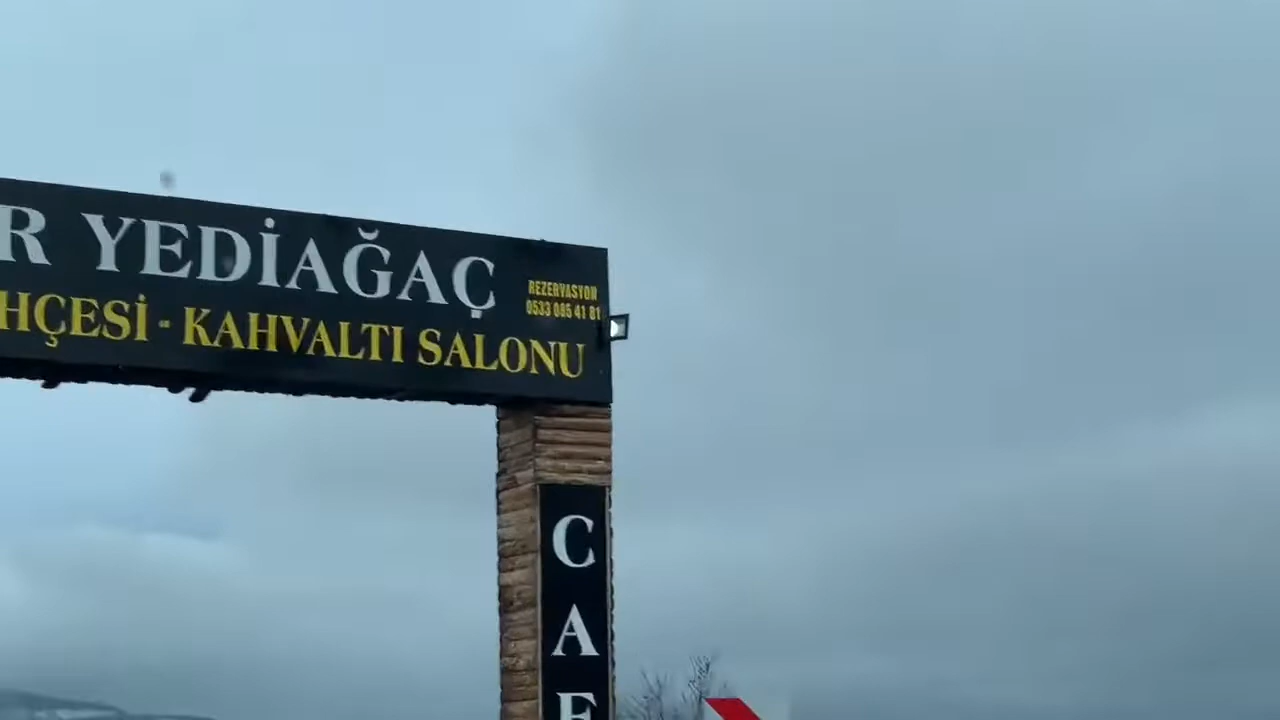 R YEDİAĞAÇ
HÇESİ - KAHVALTI SALONU
REZERVASYON
0533 085 41 81
C
A
F